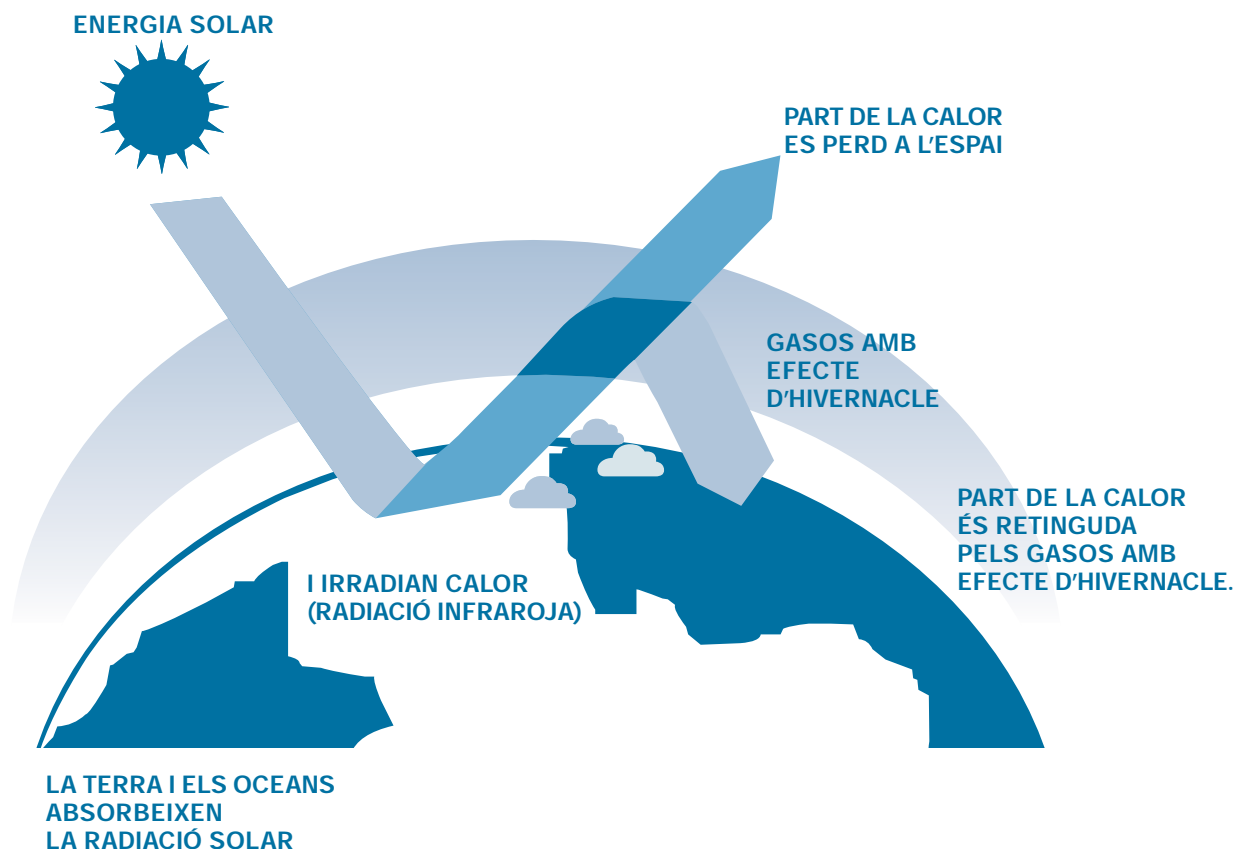 ENERGIA SOLAR
PART DE LA CALOR
ES PERD A L'ESPAI
GASOS AMB
EFECTE
D'HIVERNACLE
PART DE LA CALOR
ÉS RETINGUDA
PELS GASOS AMB
EFECTE D'HIVERNACLE.
I IRRADIAN CALOR
(RADIACIÓ INFRAROJA)
LA TERRA I ELS OCEANS
ABSORBEIXEN
LA RADIACIÓ SOLAR